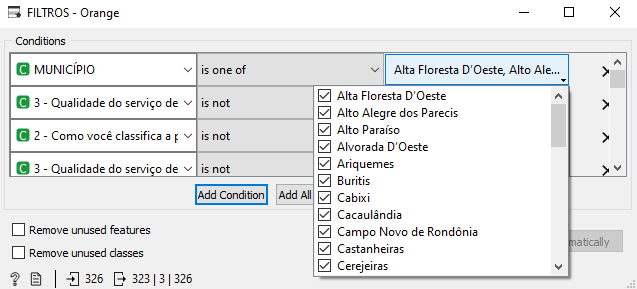 FILTROS - Orange
Conditions
C MUNICÍPIO is one of Alta Floresta D'Oeste, Alto Ale...
C 3 - Qualidade do serviço de is not
C 2 - Como você classifica a p is not
C 3 - Qualidade do serviço de is not
Alta Floresta D'Oeste
Alto Alegre dos Parecis
Alto Paraíso
Alvorada D'Oeste
Ariquemes
Buritis
Cabixi
Cacaulândia
Campo Novo de Rondônia
Castanheiras
Cerejeiras
Add Condition Add All
Remove unused features
Remove unused classes
matically
? 326 323 | 3 | 326